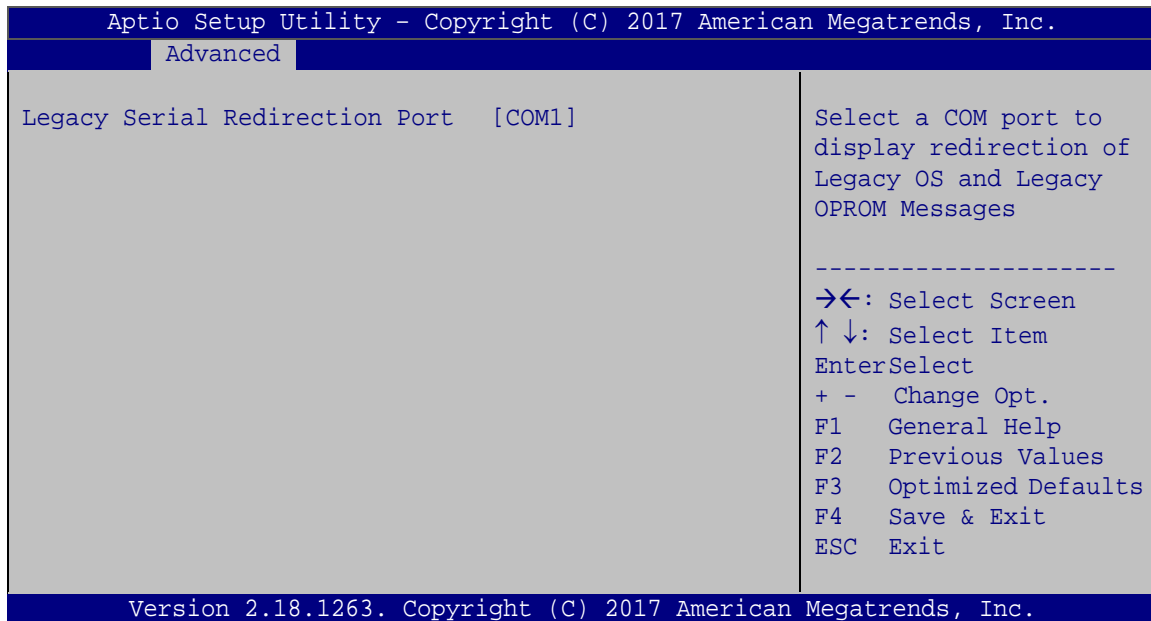 Aptio Setup Utility – Copyright (C) 2017 American Megatrends, Inc.
Advanced
Legacy Serial Redirection Port [COM1]
Select a COM port to
display redirection of
Legacy OS and Legacy
OPROM Messages
---------------------
→←: Select Screen
↑ ↓: Select Item
EnterSelect
+ - Change Opt.
F1 General Help
F2 Previous Values
F3 Optimized Defaults
F4 Save & Exit
ESC Exit
Version 2.18.1263. Copyright (C) 2017 American Megatrends, Inc.